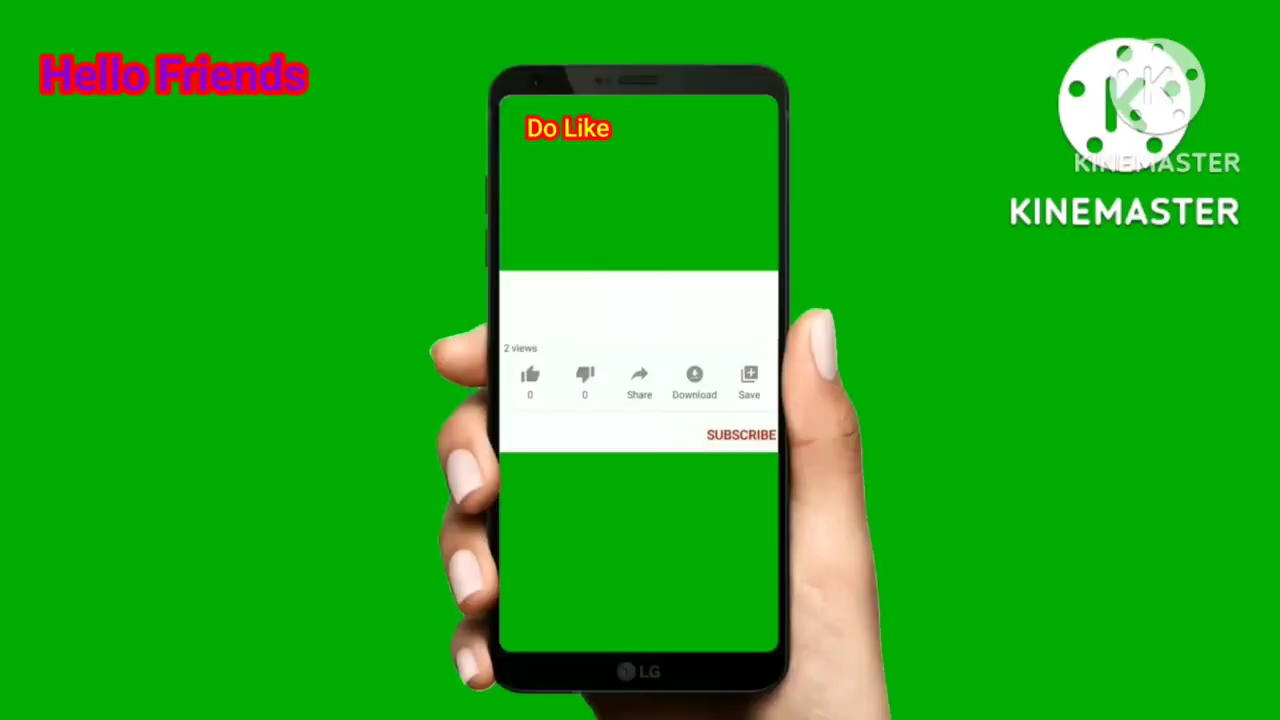 Hello Friends
Do Like
KINEMASTER
KINEMASTER
2 views
0
0
Share
Download
Save
SUBSCRIBE
LG